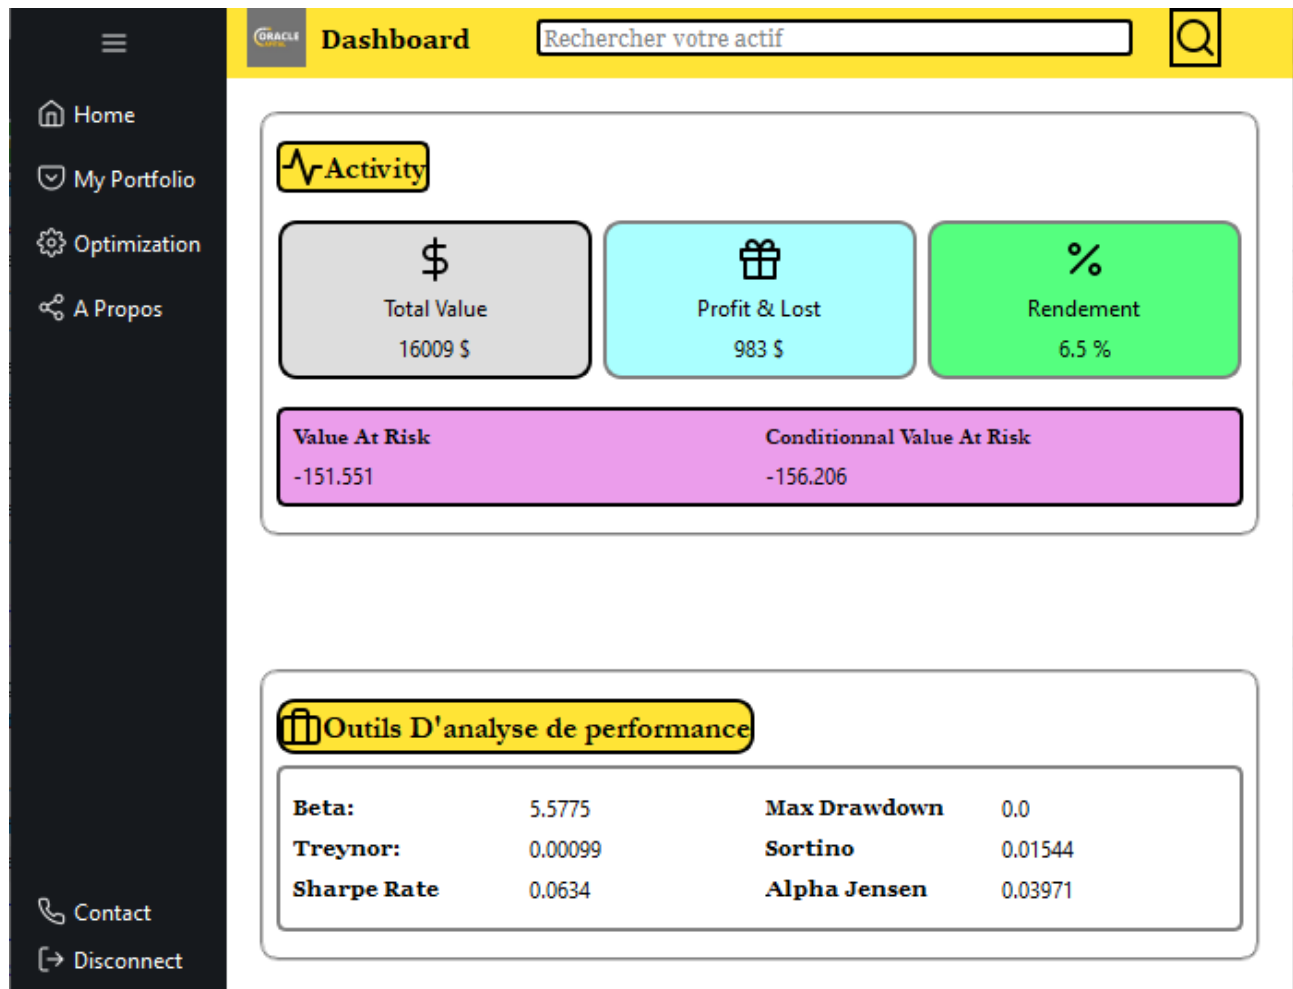 ORACLE
Dashboard
Rechercher votre actif
Home
My Portfolio
Optimization
A Propos
Contact
Disconnect
Activity
$
Total Value
16009 $
Profit & Lost
983 $
%
Rendement
6.5 %
Value At Risk
-151.551
Conditionnal Value At Risk
-156.206
Outils D'analyse de performance
Beta: 5.5775 Max Drawdown 0.0
Treynor: 0.00099 Sortino 0.01544
Sharpe Rate 0.0634 Alpha Jensen 0.03971